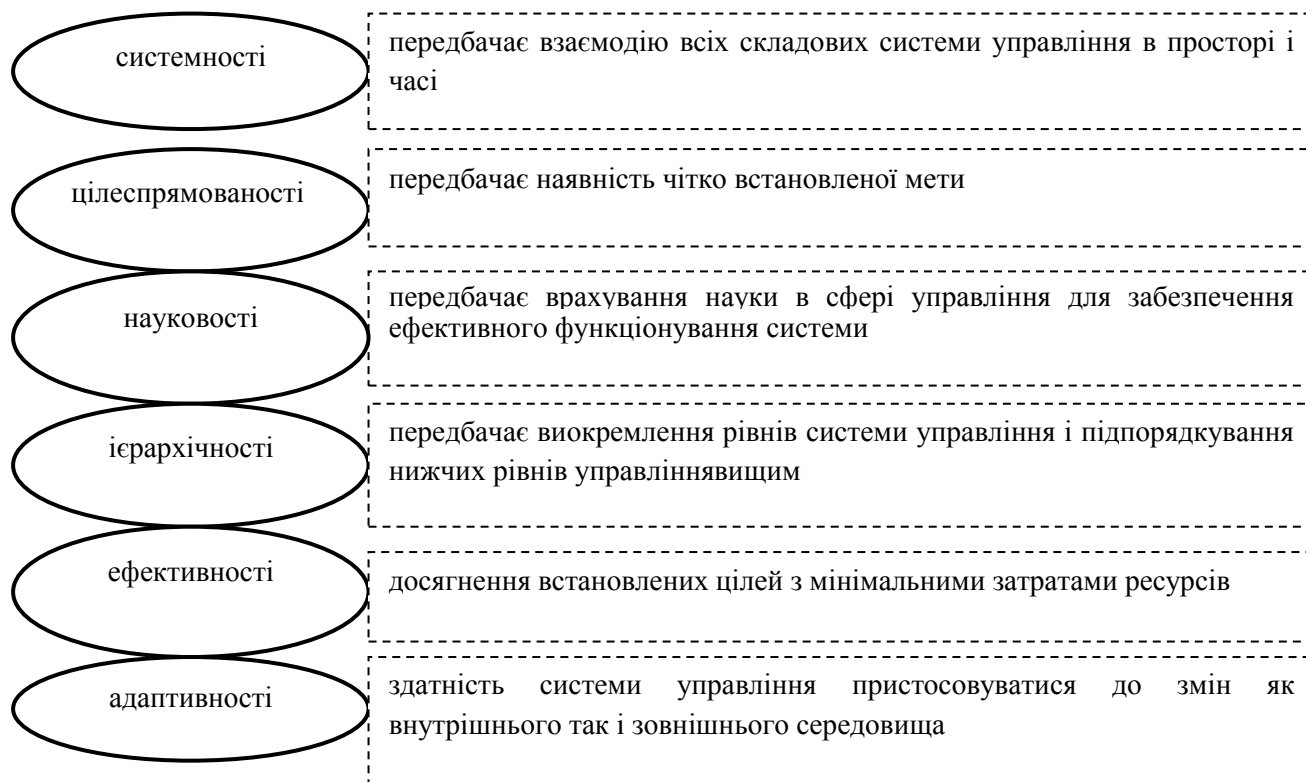 системності
передбачає взаємодію всіх складових системи управління в просторі і
часі
цілеспрямованості
передбачає наявність чітко встановленої мети
науковості
передбачає врахування науки в сфері управління для забезпечення
ефективного функціонування системи
ієрархічності
передбачає виокремлення рівнів системи управління і підпорядкування
нижчих рівнів управліннявищим
ефективності
досягнення встановлених цілей з мінімальними затратами ресурсів
адаптивності
здатність системи управління пристосовуватися до змін як
внутрішнього так і зовнішнього середовища